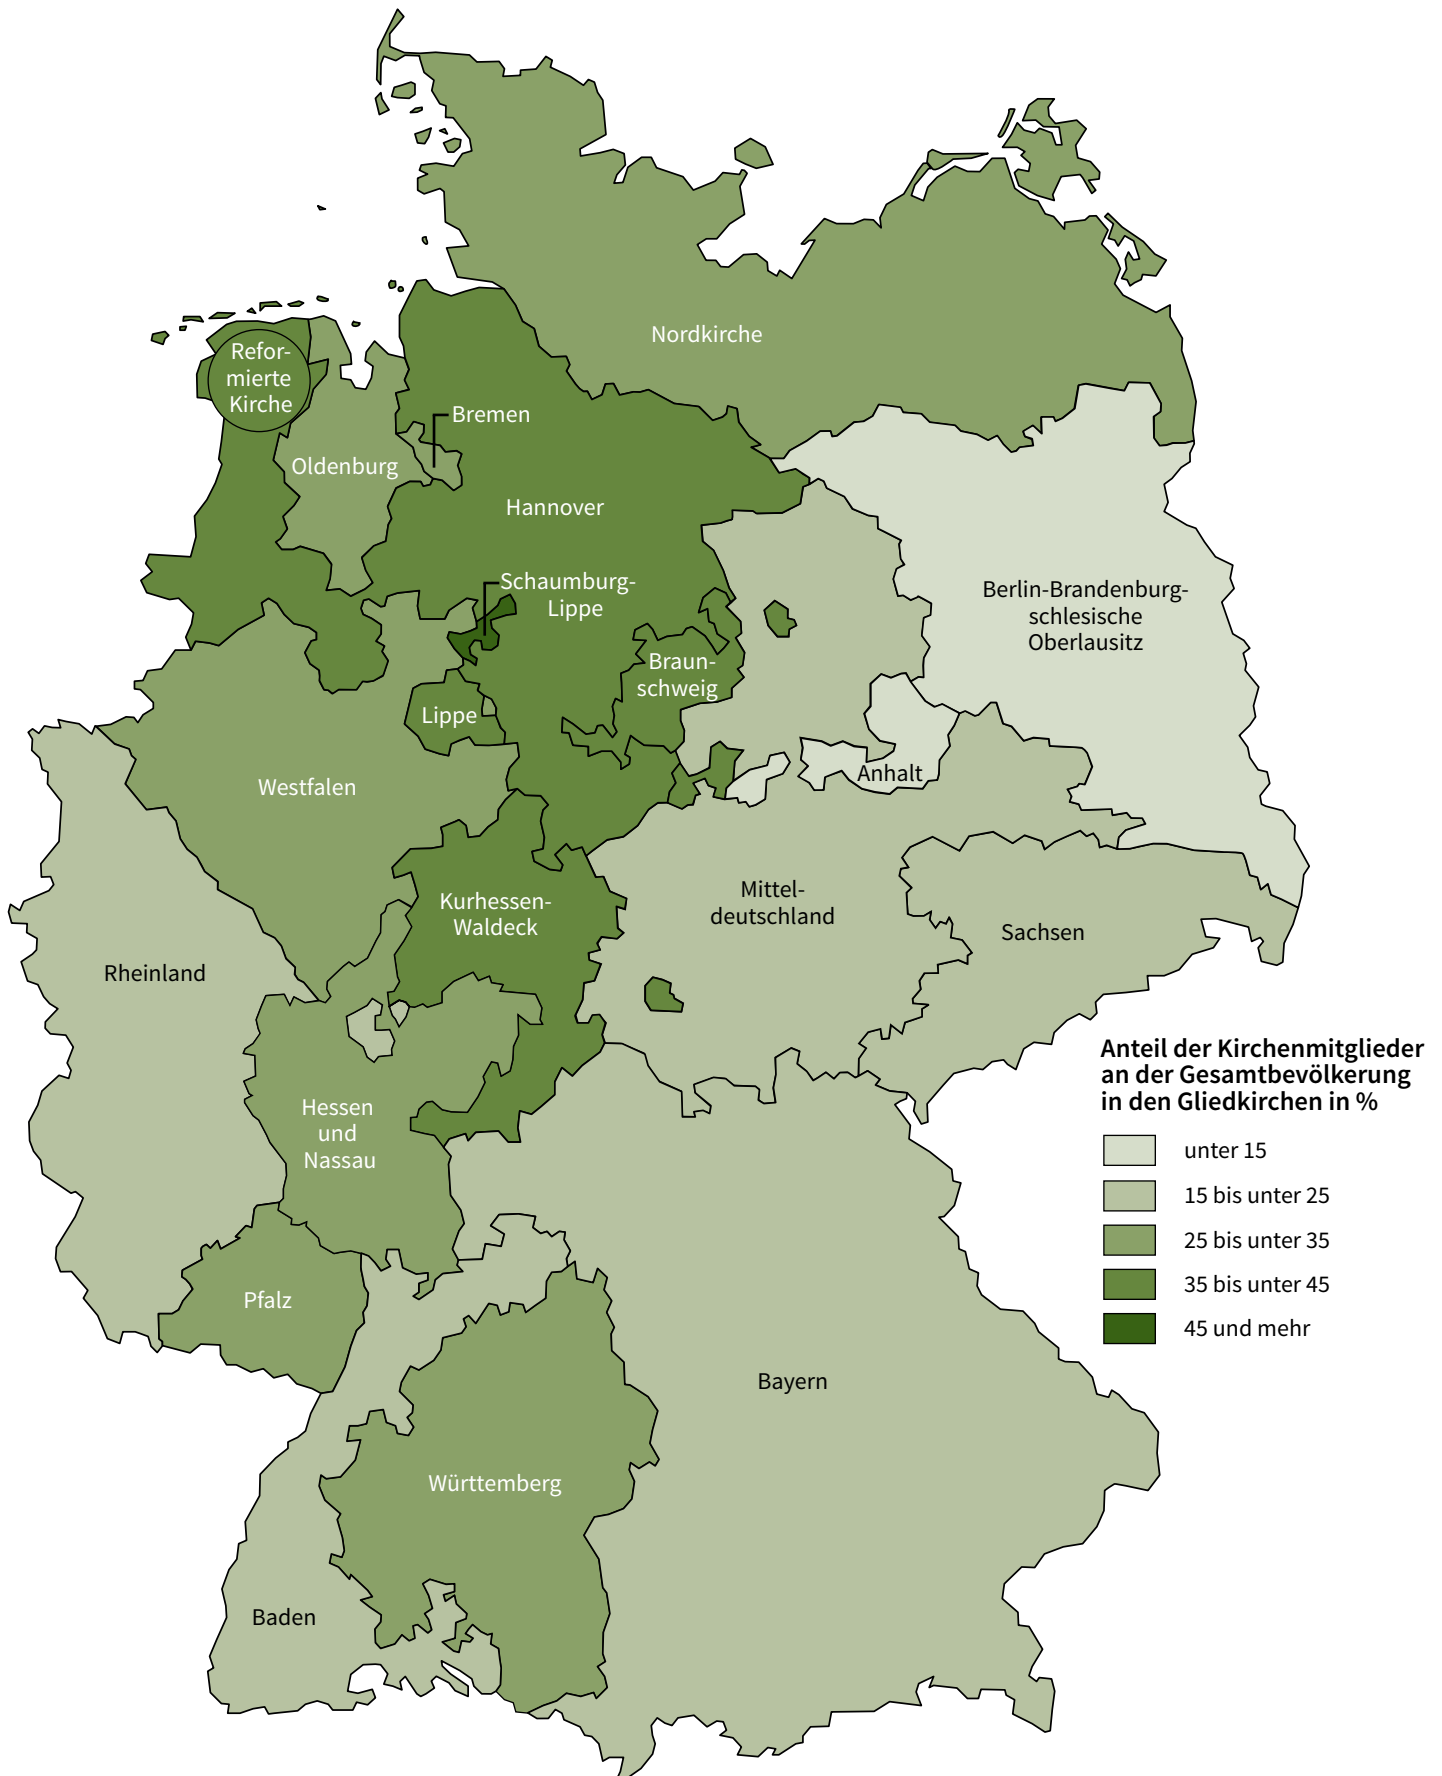 Nordkirche
Refor-
mierte
Kirche
Bremen
Oldenburg
Hannover
Schaumburg-
Lippe
Berlin-Brandenburg-
schlesische
Oberlausitz
Braun-
schweig
Lippe
Anhalt
Westfalen
Mittel-
deutschland
Kurhessen-
Waldeck
Sachsen
Rheinland
Anteil der Kirchenmitglieder
an der Gesamtbevölkerung
in den Gliedkirchen in %
unter 15
15 bis unter 25
25 bis unter 35
35 bis unter 45
45 und mehr
Hessen
und
Nassau
Pfalz
Bayern
Württemberg
Baden